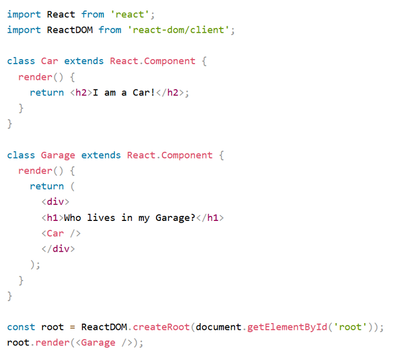 import React from 'react';
import ReactDOM from 'react-dom/client';

class Car extends React.Component {
  render() {
    return <h2>I am a Car!</h2>;
  }
}

class Garage extends React.Component {
  render() {
    return (
      <div>
      <h1>Who lives in my Garage?</h1>
      <Car />
      </div>
    );
  }
}

const root = ReactDOM.createRoot(document.getElementById('root'));
root.render(<Garage />);